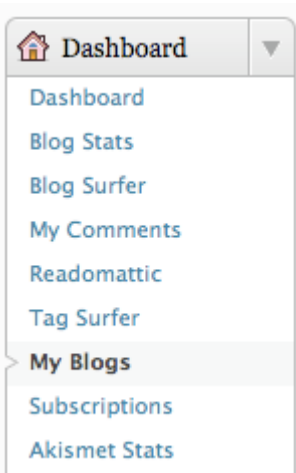 Dashboard
Dashboard
Blog Stats
Blog Surfer
My Comments
Readomattic
Tag Surfer
My Blogs
Subscriptions
Akismet Stats